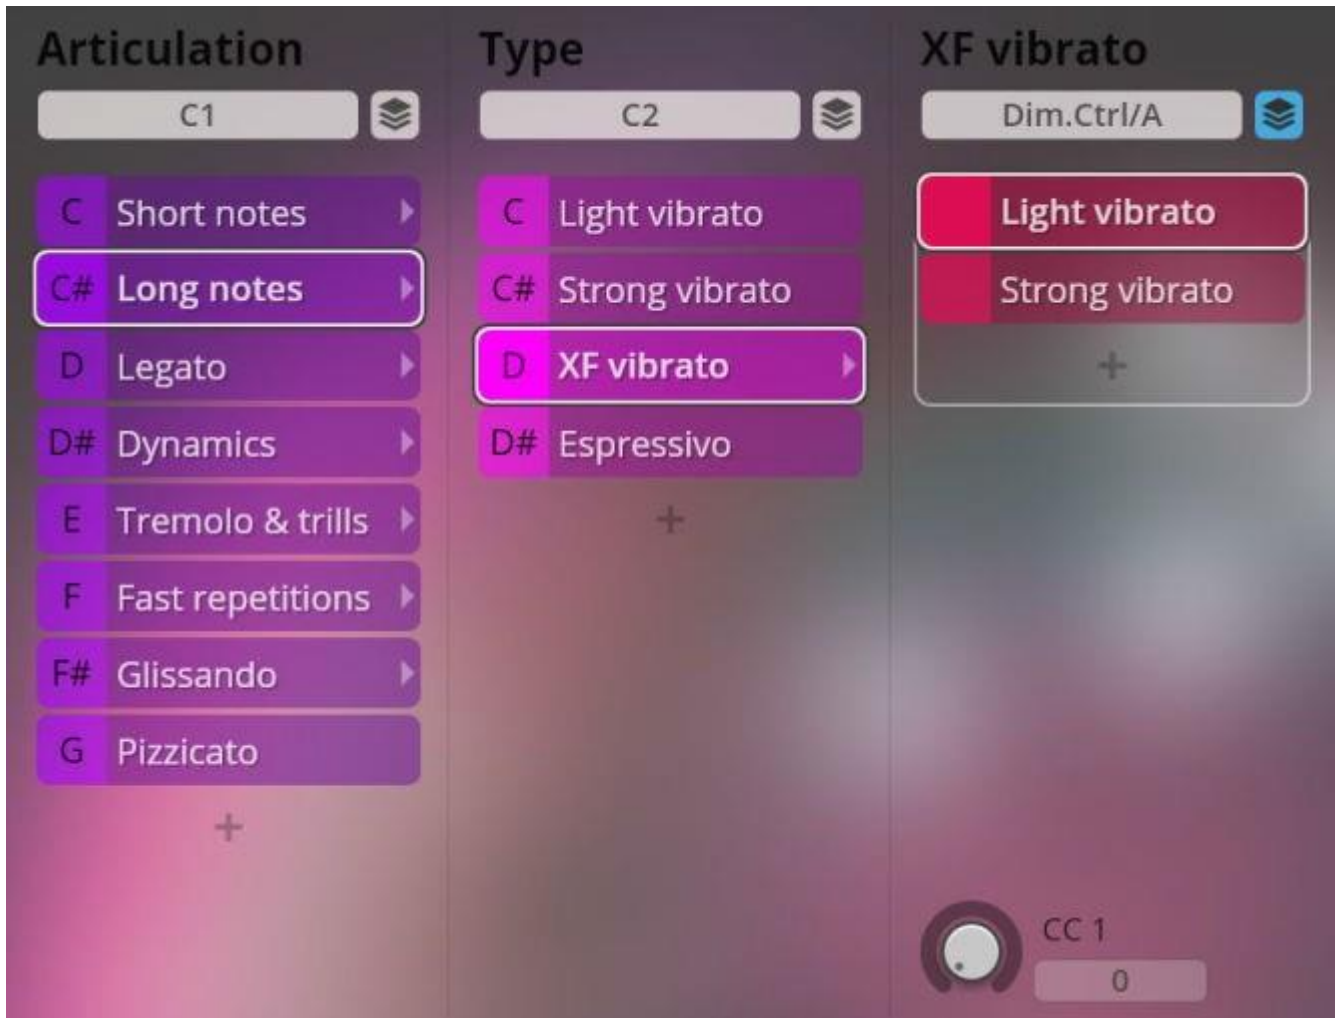 Articulation
C1
C Short notes
C# Long notes
D Legato
D# Dynamics
E Tremolo & trills
F Fast repetitions
F# Glissando
G Pizzicato
+
Type
C2
C Light vibrato
C# Strong vibrato
D XF vibrato
D# Espressivo
+
XF vibrato
Dim.Ctrl/A
Light vibrato
Strong vibrato
+
CC 1
0